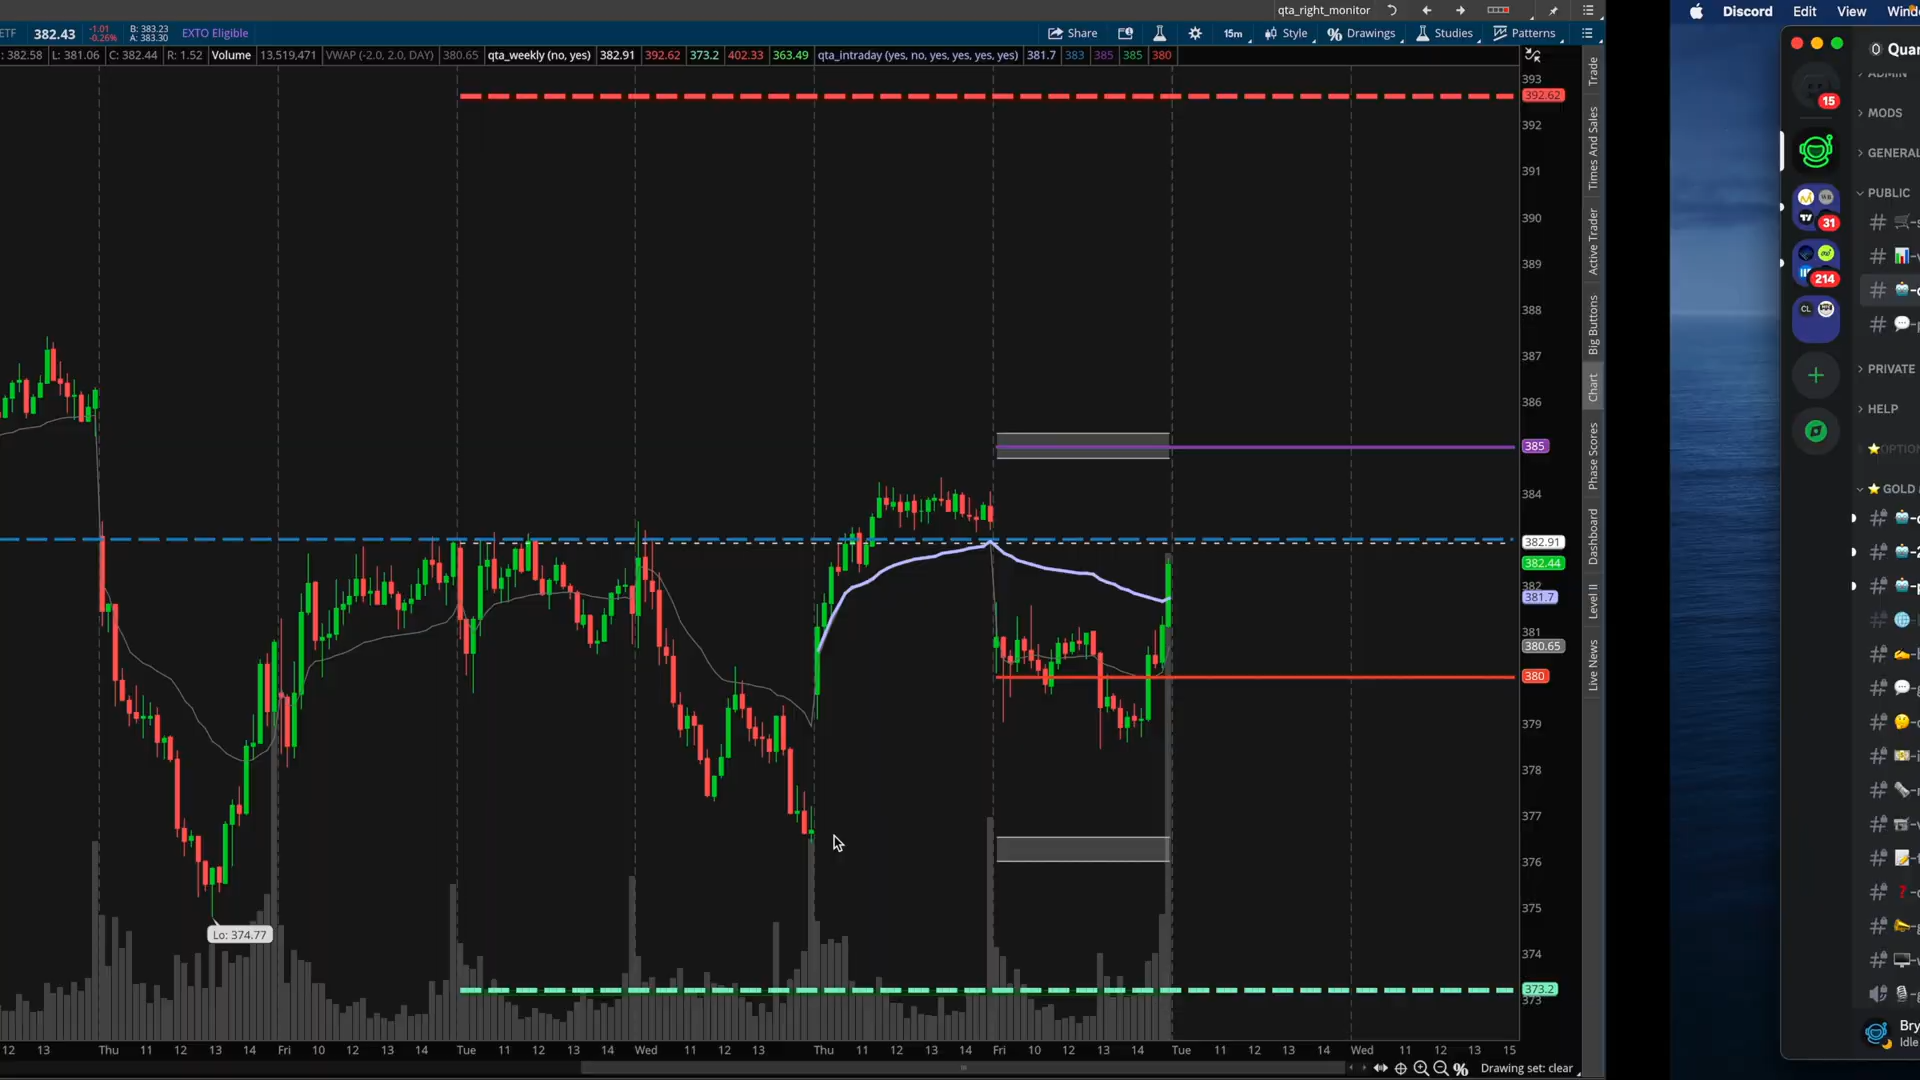 qta_right_monitor
Discord Edit View
ETF 382.43 -1.01 -0.26% B: 383.23 A: 383.30 EXTO Eligible Share 15m Style Drawings Studies Patterns
: 382.58 L: 381.06 C: 382.44 R: 1.52 Volume 13,519,471 VWAP (-2.0, 2.0, DAY) 380.65 qta_weekly (no, yes) 382.91 392.62 373.2 402.33 363.49 qta_intraday (yes, no, yes, yes, yes, yes) 381.7 383 385 385 380
393
392.62
392
391
390
389
388
387
386
385
384
382.91
382.44
382
381.7
381
380.65
380
379
378
377
376
375
374
373.2
373
Lo: 374.77
12 13 Thu 11 12 13 14 Fri 10 11 12 13 14 Tue 11 12 13 14 Wed 11 12 13 Thu 11 12 13 14 Fri 10 12 13 14 Tue 11 12 13 14 Wed 11 12 13 15
Drawing set: clear
Trade
Times And Sales
Active Trader
Big Buttons
Chart
Phase Scores
Dashboard
Level II
Live News
15
31
214
CL
MODS
GENERAL
PUBLIC
PRIVATE
HELP
GOLD
Idle